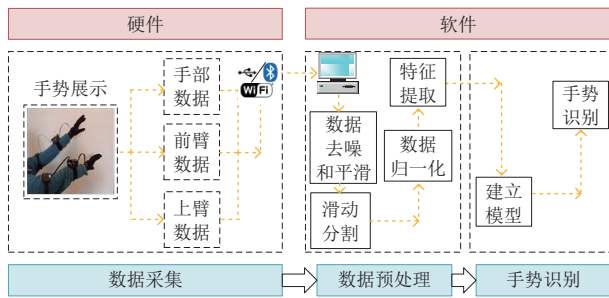 硬件
软件
手势展示
手部
数据
前臂
数据
上臂
数据
WiFi
数据
去噪
和平滑
滑动
分割
特征
提取
数据
归一化
建立
模型
手势
识别
数据采集
数据预处理
手势识别